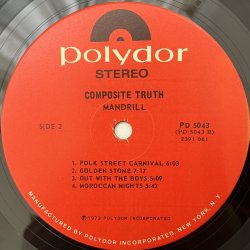 polydor
STEREO
COMPOSITE TRUTH
MANDRILL
SIDE 2
PD 5043
(PD 5043 B)
2391 061
1. POLK STREET CARNIVAL 6:03
2. GOLDEN STONE 7:17
3. OUT WITH THE BOYS 5:09
4. MOROCCAN NIGHTS 5:42
℗ 1973 POLYDOR INCORPORATED
MANUFACTURED BY POLYDOR INCORPORATED, NEW YORK, N.Y.